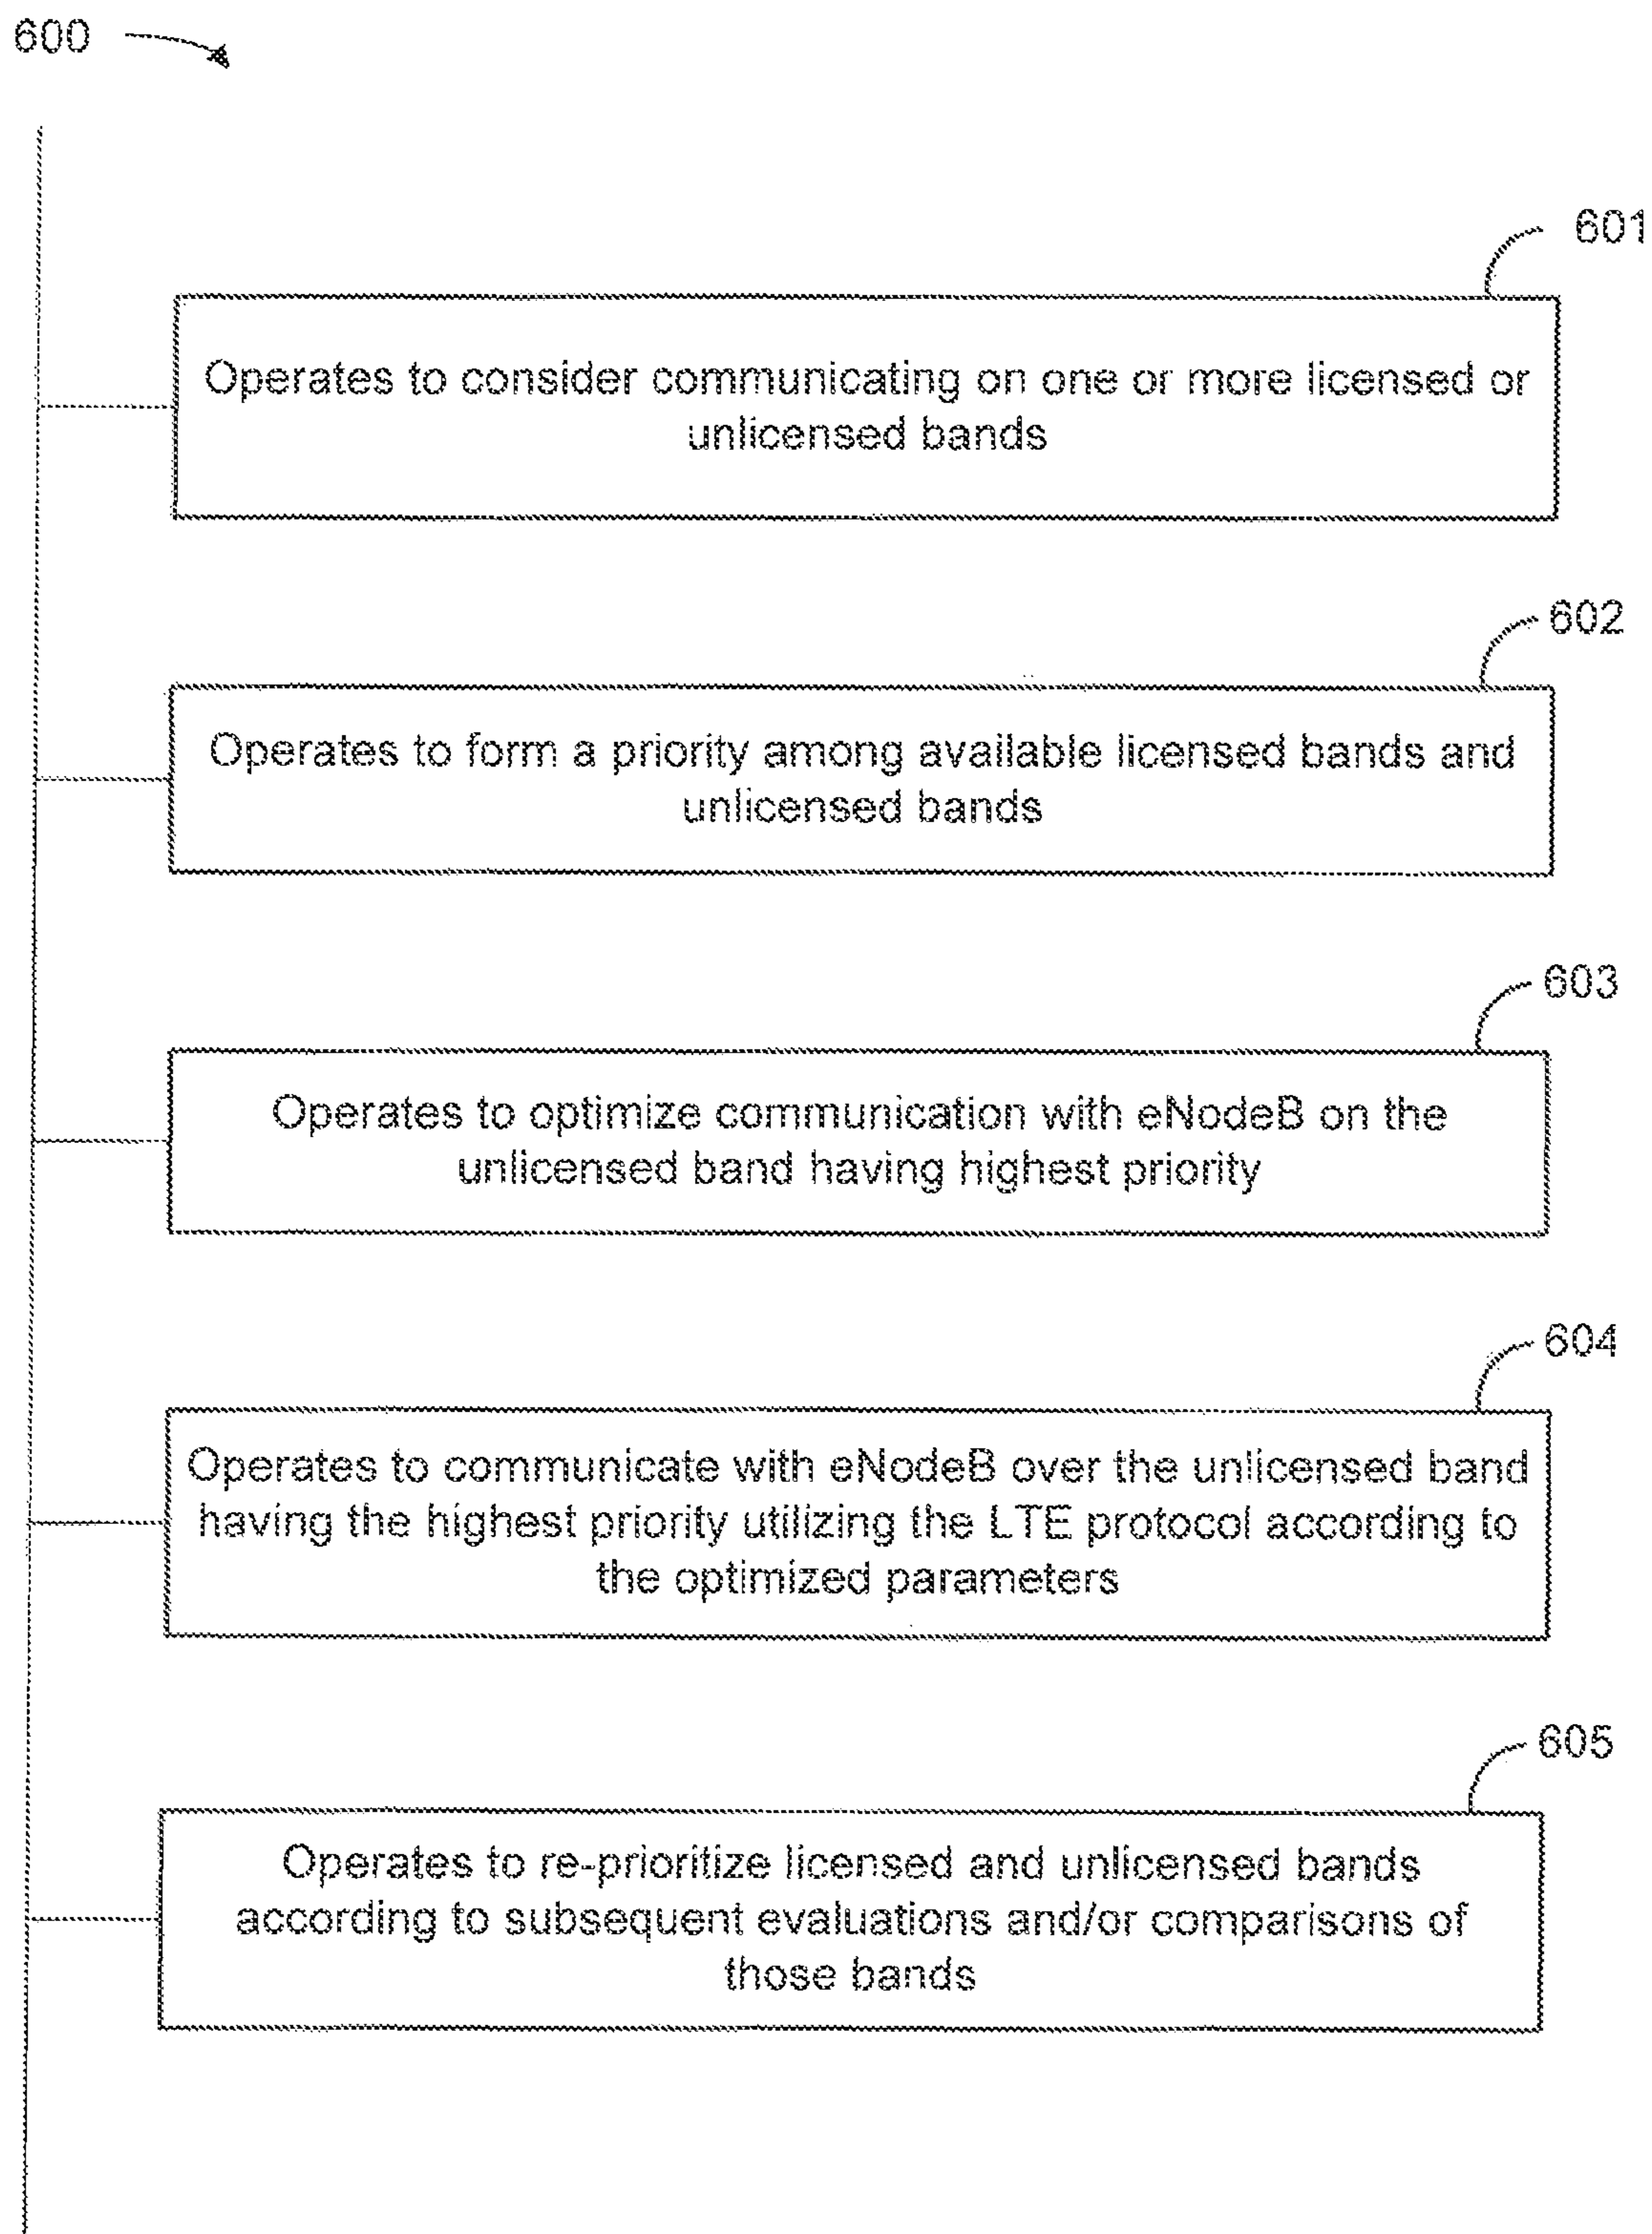 600
601
Operates to consider communicating on one or more licensed or
unlicensed bands
602
Operates to form a priority among available licensed bands and
unlicensed bands
603
Operates to optimize communication with eNodeB on the
unlicensed band having highest priority
604
Operates to communicate with eNodeB over the unlicensed band
having the highest priority utilizing the LTE protocol according to
the optimized parameters
605
Operates to re-prioritize licensed and unlicensed bands
according to subsequent evaluations and/or comparisons of
those bands